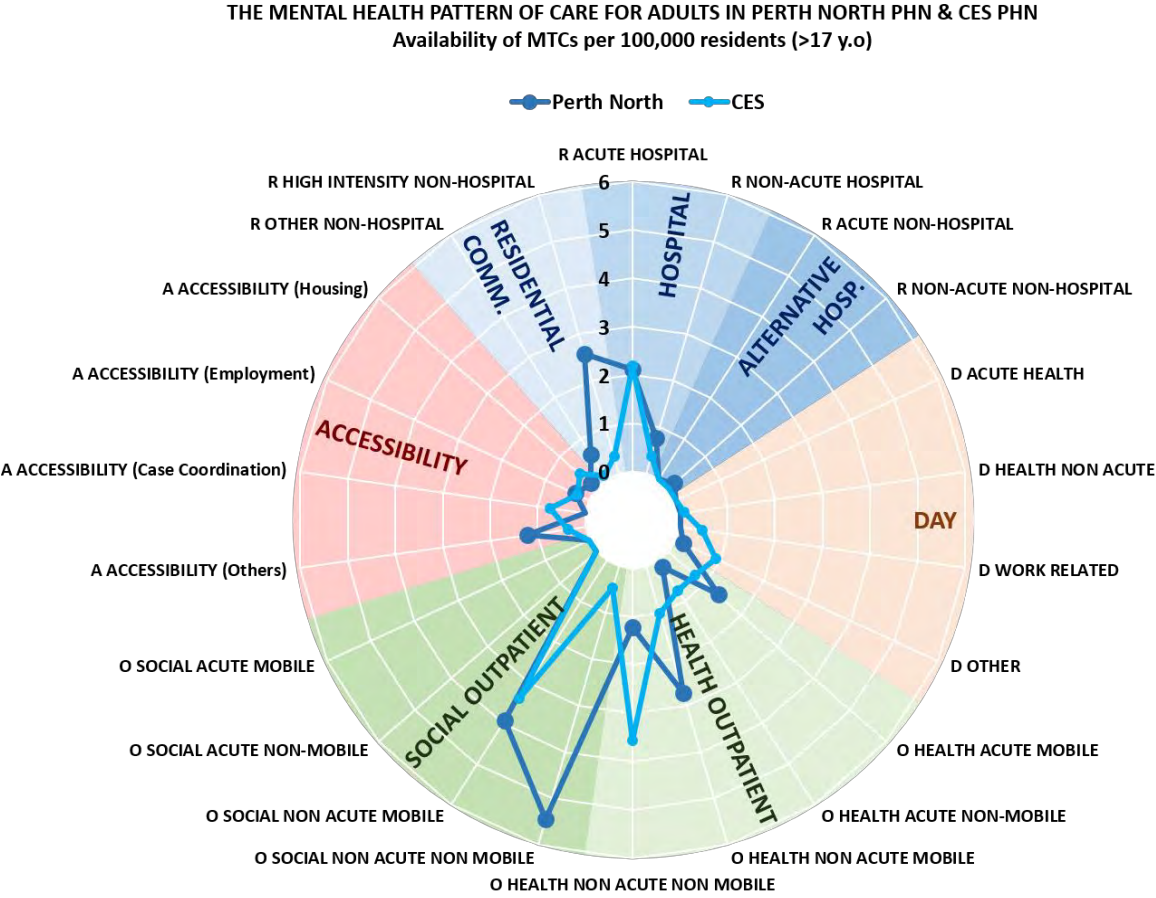 THE MENTAL HEALTH PATTERN OF CARE FOR ADULTS IN PERTH NORTH PHN & CES PHN
Availability of MTCs per 100,000 residents (>17 y.o)
Perth North
CES
R ACUTE HOSPITAL
R HIGH INTENSITY NON-HOSPITAL
6
R NON-ACUTE HOSPITAL
R OTHER NON-HOSPITAL
5
R ACUTE NON-HOSPITAL
A ACCESSIBILITY (Housing)
4
R NON-ACUTE NON-HOSPITAL
3
A ACCESSIBILITY (Employment)
2
D ACUTE HEALTH
1
A ACCESSIBILITY (Case Coordination)
0
D HEALTH NON ACUTE
A ACCESSIBILITY (Others)
D WORK RELATED
O SOCIAL ACUTE MOBILE
D OTHER
O SOCIAL ACUTE NON-MOBILE
O HEALTH ACUTE MOBILE
O SOCIAL NON ACUTE MOBILE
O HEALTH ACUTE NON-MOBILE
O SOCIAL NON ACUTE NON MOBILE
O HEALTH NON ACUTE MOBILE
O HEALTH NON ACUTE NON MOBILE
RESIDENTIAL
COMM.
HOSPITAL
ALTERNATIVE
HOSP.
ACCESSIBILITY
DAY
SOCIAL OUTPATIENT
HEALTH OUTPATIENT